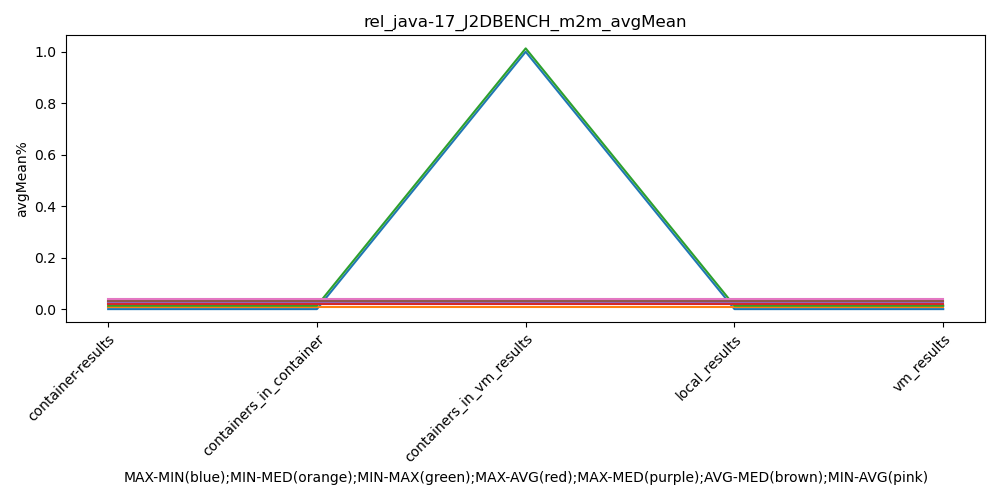 rel_java-17_J2DBENCH_m2m_avgMean
avgMean%
1.0
0.8
0.6
0.4
0.2
0.0
container-results
containers_in_container
containers_in_vm_results
local_results
vm_results
MAX-MIN(blue);MIN-MED(orange);MIN-MAX(green);MAX-AVG(red);MAX-MED(purple);AVG-MED(brown);MIN-AVG(pink)